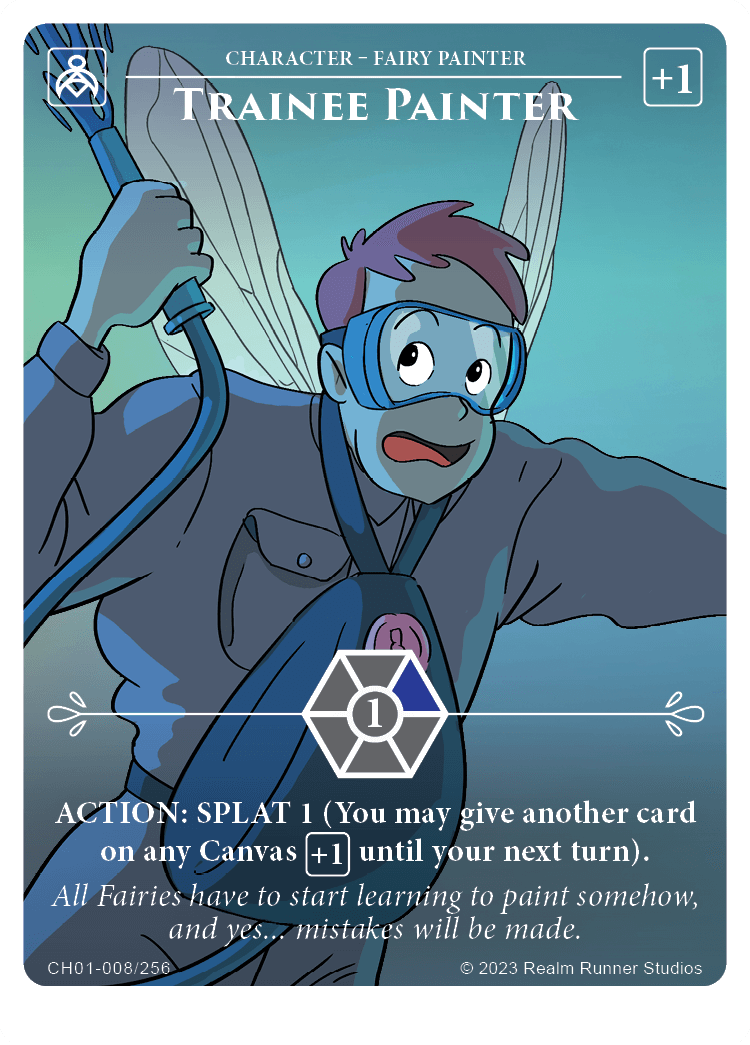 CHARACTER – FAIRY PAINTER
+1
TRAINEE PAINTER
1
ACTION: SPLAT 1 (You may give another card
on any Canvas +1 until your next turn).
All Fairies have to start learning to paint somehow,
and yes... mistakes will be made.
CH01-008/256
© 2023 Realm Runner Studios